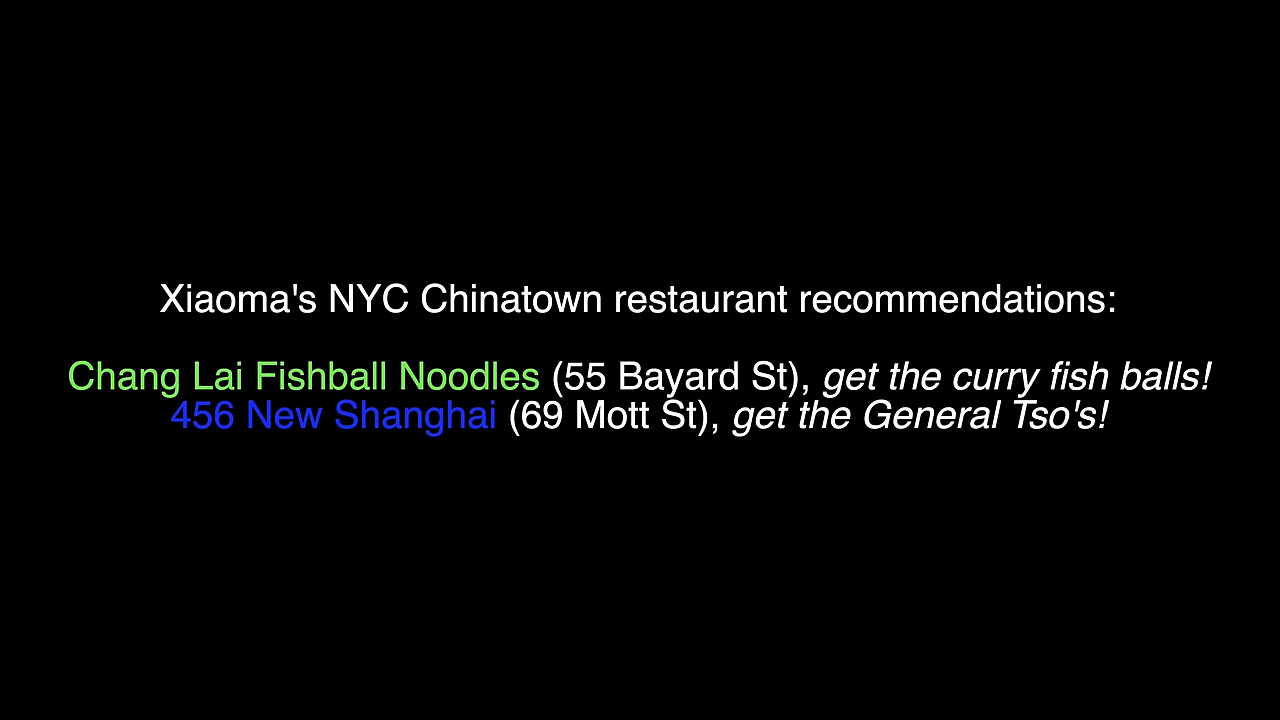 Xiaoma's NYC Chinatown restaurant recommendations:
Chang Lai Fishball Noodles (55 Bayard St), get the curry fish balls!
456 New Shanghai (69 Mott St), get the General Tso's!